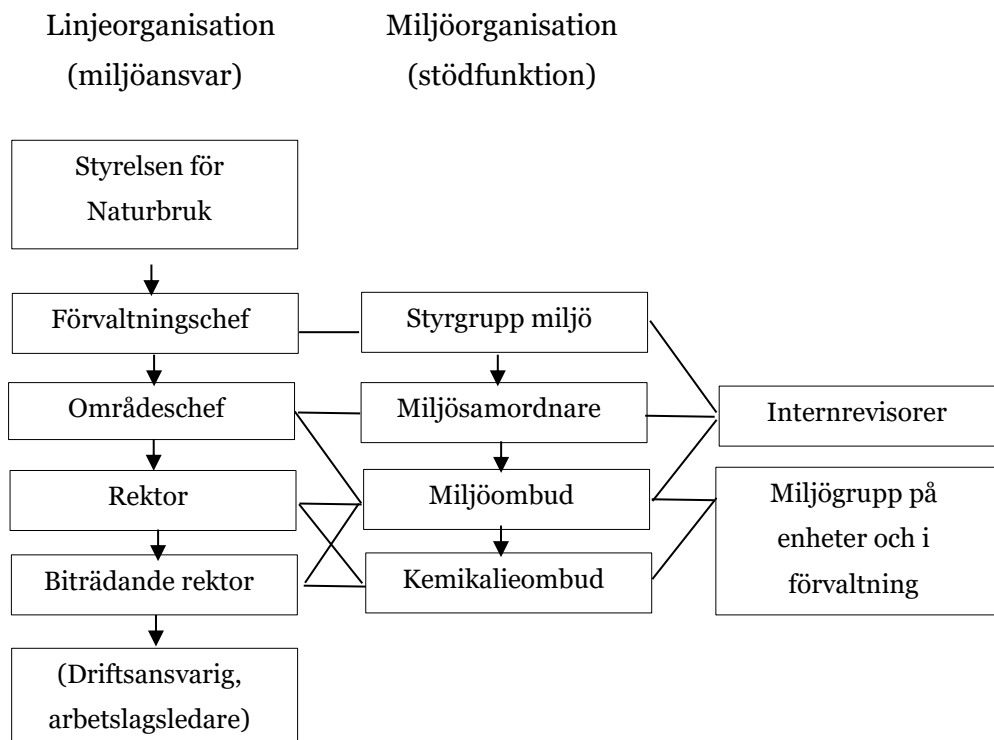 Linjeorganisation
(miljöansvar)
Miljöorganisation
(stödfunktion)
Styrelsen för
Naturbruk
Förvaltningschef
Styrgrupp miljö
Områdeschef
Miljösamordnare
Internrevisorer
Rektor
Miljöombud
Miljögrupp på
enheter och i
förvaltning
Biträdande rektor
Kemikalieombud
(Driftsansvarig,
arbetslagsledare)